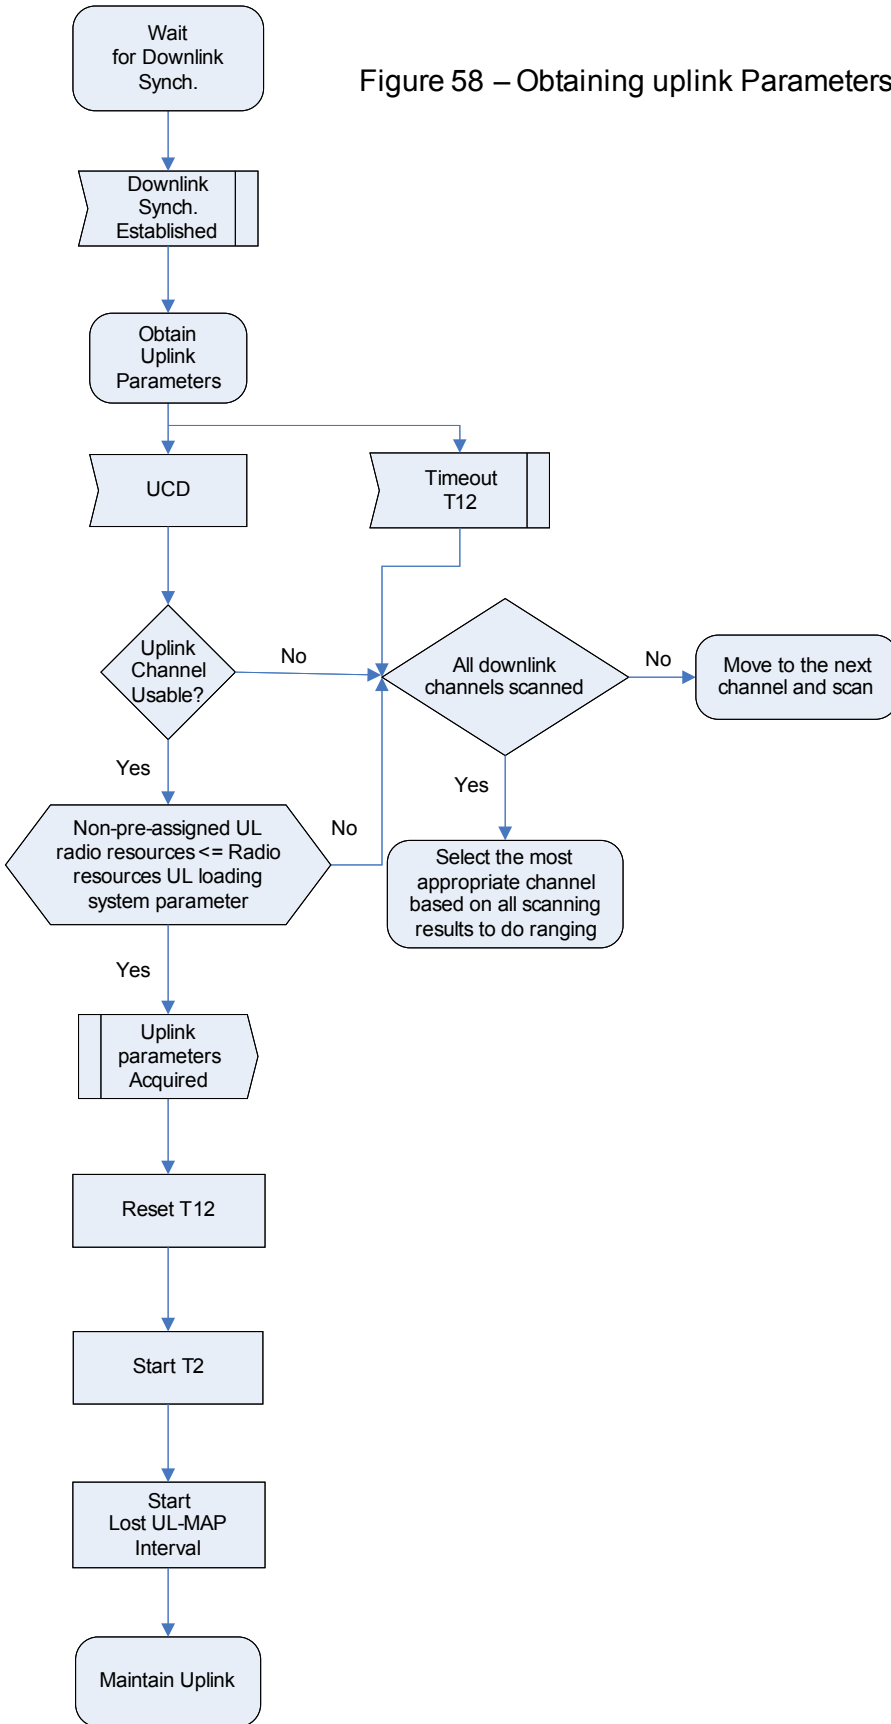 Wait
for Downlink
Synch.
Figure 58 – Obtaining uplink Parameters
Downlink
Synch.
Established
Obtain
Uplink
Parameters
UCD
Timeout
T12
Uplink
Channel
Usable?
No
All downlink
channels scanned
No
Move to the next
channel and scan
Yes
Yes
Non-pre-assigned UL
radio resources <= Radio
resources UL loading
system parameter
No
Select the most
appropriate channel
based on all scanning
results to do ranging
Yes
Uplink
parameters
Acquired
Reset T12
Start T2
Start
Lost UL-MAP
Interval
Maintain Uplink